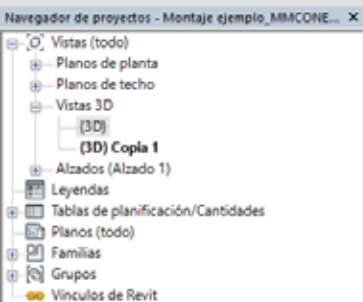 Navegador de proyectos - Montaje ejemplo_MMCONE...
Vistas (todo)
Planos de planta
Planos de techo
Vistas 3D
(3D)
(3D) Copia 1
Alzados (Alzado 1)
Leyendas
Tablas de planificación/Cantidades
Planos (todo)
Familias
Grupos
Vínculos de Revit